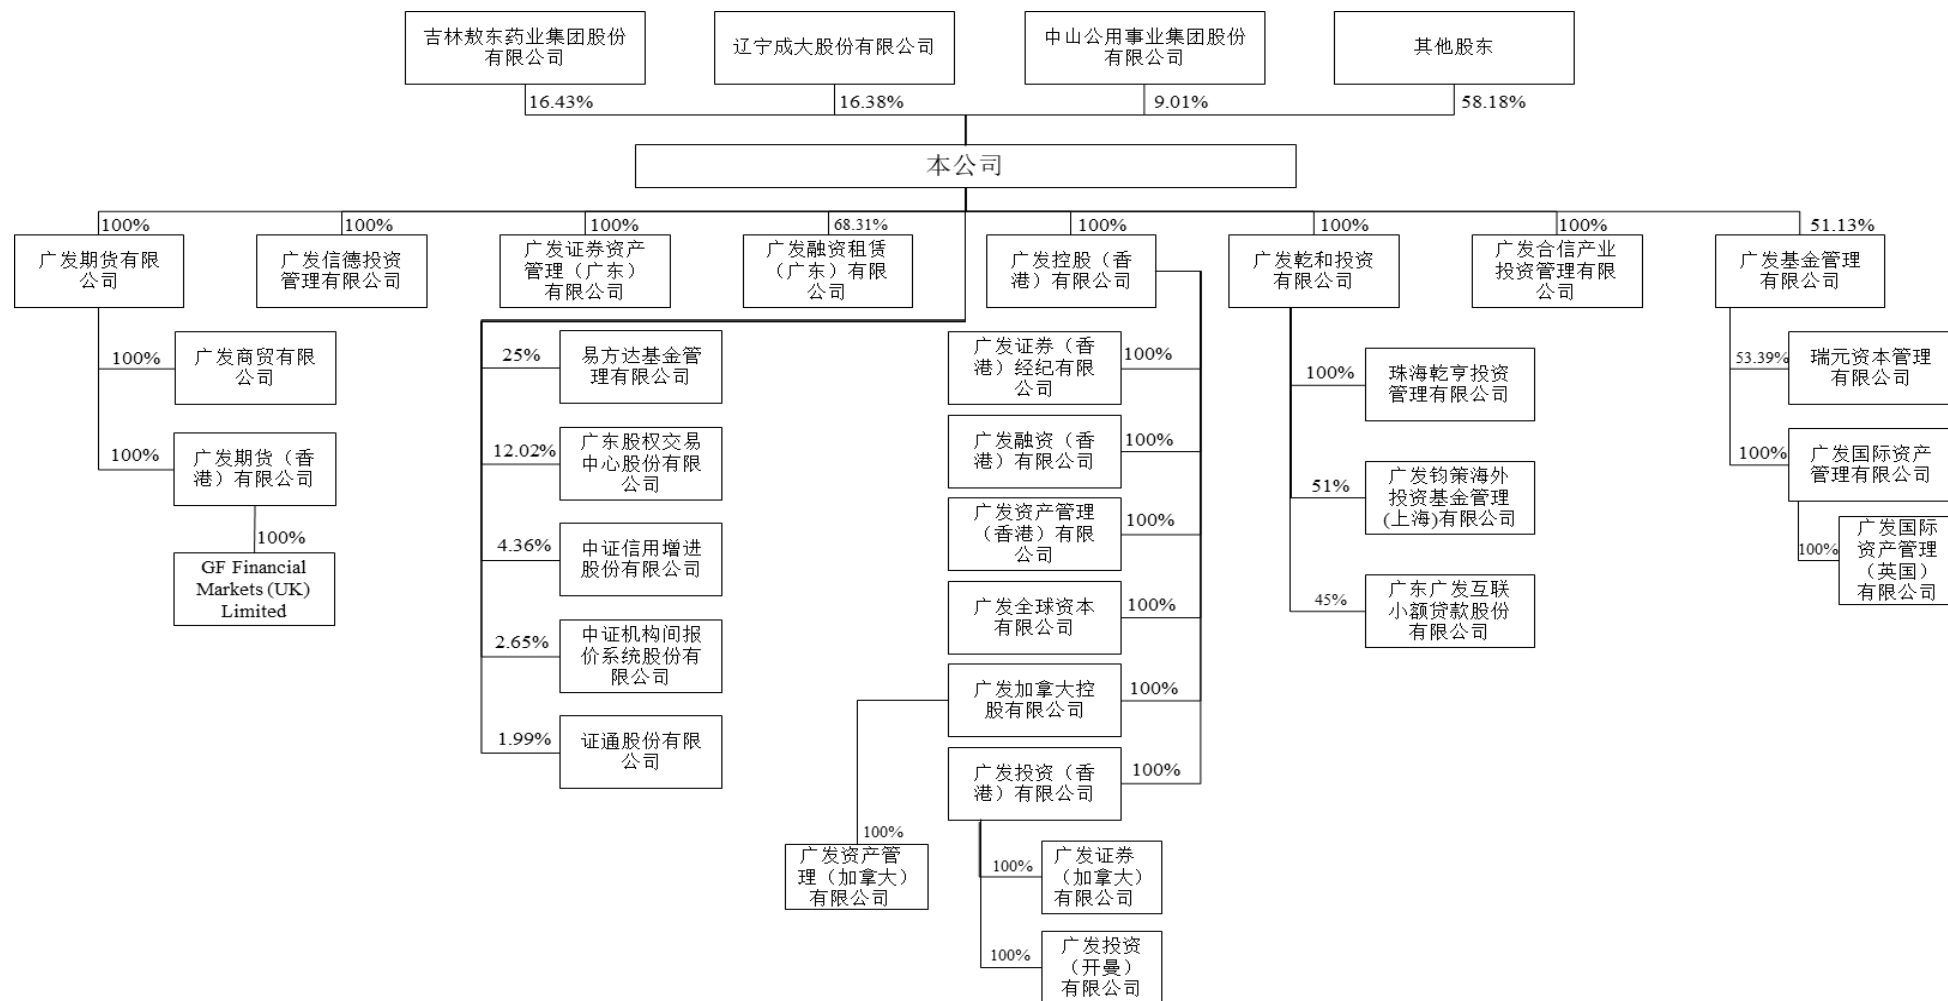 吉林敖东药业集团股份
有限公司
辽宁成大股份有限公司
中山公用事业集团股份
有限公司
其他股东
16.43%
16.38%
9.01%
58.18%
本公司
100%
100%
100%
68.31%
100%
100%
100%
51.13%
广发期货有限
公司
广发信德投资
管理有限公司
广发证券资产
管理（广东）
有限公司
广发融资租赁
（广东）有限
公司
广发控股（香
港）有限公司
广发乾和投资
有限公司
广发合信产业
投资管理有限
公司
广发基金管理
有限公司
100%
广发商贸有限
公司
100%
广发期货（香
港）有限公司
100%
GF Financial
Markets (UK)
Limited
25%
易方达基金管
理有限公司
12.02%
广东股权交易
中心股份有限
公司
4.36%
中证信用增进
股份有限公司
2.65%
中证机构间报
价系统股份有
限公司
1.99%
证通股份有限
公司
广发证券（香
港）经纪有限
公司
100%
广发融资（香
港）有限公司
100%
广发资产管理
（香港）有限
公司
100%
广发全球资本
有限公司
100%
广发加拿大控
股有限公司
100%
广发投资（香
港）有限公司
100%
100%
广发资产管
理（加拿大）
有限公司
100%
广发证券
（加拿大）
有限公司
100%
广发投资
（开曼）
有限公司
100%
珠海乾亨投资
管理有限公司
51%
广发钧策海外
投资基金管理
(上海)有限公司
45%
广东广发互联
小额贷款股份
有限公司
53.39%
瑞元资本管理
有限公司
100%
广发国际资产
管理有限公司
100%
广发国际
资产管理
（英国）
有限公司